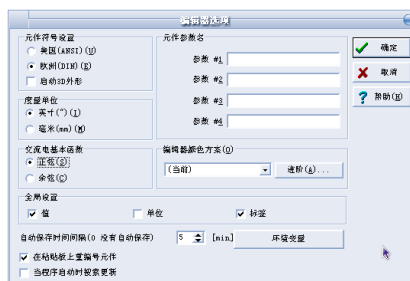 编辑器选项
元件符号设置
美国(ANSI)(U)
欧洲(DIN)(E)
启动3D外形
元件参数名
参数 #1
参数 #2
参数 #3
参数 #4
确定
取消
帮助(H)
度量单位
英寸(")(I)
毫米(mm)(M)
交流电基本函数
正弦(S)
余弦(C)
编辑器颜色方案(O)
(当前)
进阶(A)...
全局设置
值
单位
标签
自动保存时间间隔(0 没有自动保存)
5 [min]
环境变量
在粘贴板上重编号元件
当程序启动时搜索更新